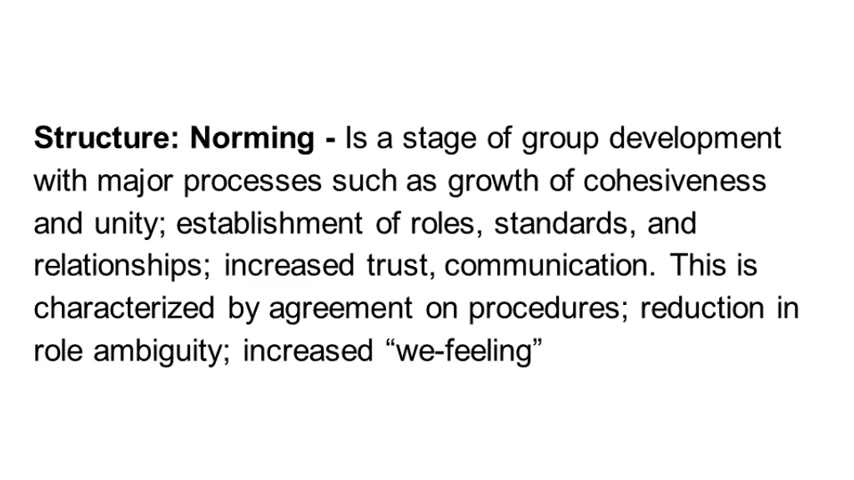 Structure: Norming - Is a stage of group development
with major processes such as growth of cohesiveness
and unity; establishment of roles, standards, and
relationships; increased trust, communication. This is
characterized by agreement on procedures; reduction in
role ambiguity; increased “we-feeling”